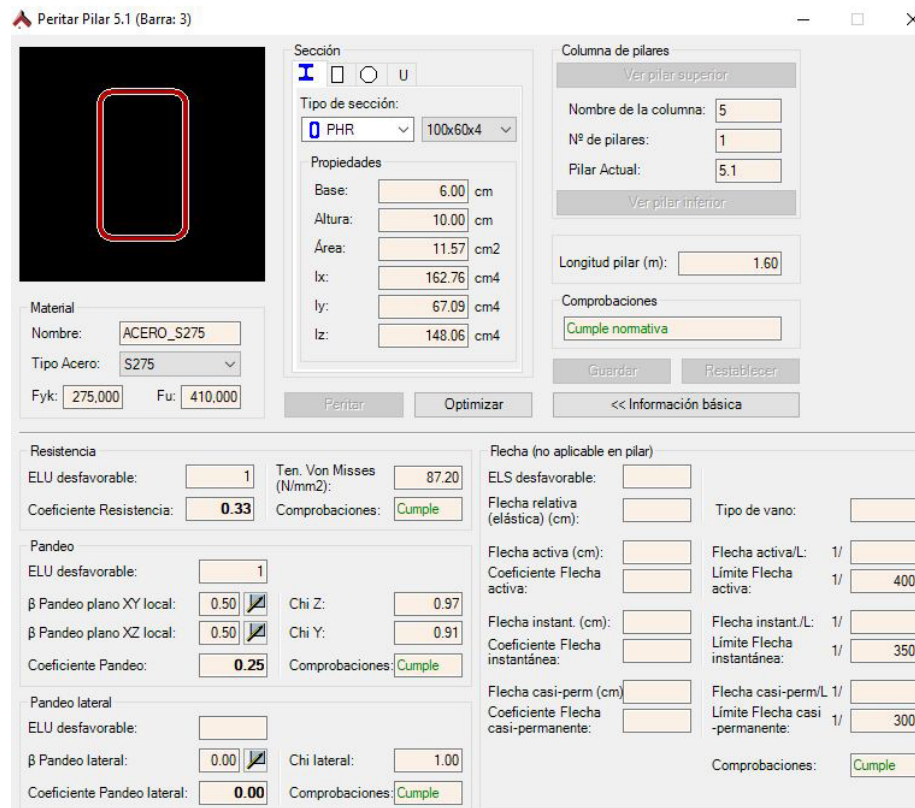 Peritar Pilar 5.1 (Barra: 3)
Sección
U
Tipo de sección:
PHR 100x60x4
Propiedades
Base: 6.00 cm
Altura: 10.00 cm
Área: 11.57 cm2
Ix: 162.76 cm4
Iy: 67.09 cm4
Iz: 148.06 cm4
Columna de pilares
Ver pilar superior
Nombre de la columna: 5
Nº de pilares: 1
Pilar Actual: 5.1
Ver pilar inferior
Longitud pilar (m): 1.60
Comprobaciones
Cumple normativa
Guardar Restablecer
Material
Nombre: ACERO_S275
Tipo Acero: S275
Fyk: 275,000 Fu: 410,000
Peritar Optimizar << Información básica
Resistencia
ELU desfavorable: 1 Ten. Von Misses (N/mm2): 87.20
Coeficiente Resistencia: 0.33 Comprobaciones: Cumple
Pandeo
ELU desfavorable: 1
β Pandeo plano XY local: 0.50 Chi Z: 0.97
β Pandeo plano XZ local: 0.50 Chi Y: 0.91
Coeficiente Pandeo: 0.25 Comprobaciones: Cumple
Pandeo lateral
ELU desfavorable:
β Pandeo lateral: 0.00 Chi lateral: 1.00
Coeficiente Pandeo lateral: 0.00 Comprobaciones: Cumple
Flecha (no aplicable en pilar)
ELS desfavorable:
Flecha relativa
(elástica) (cm): Tipo de vano:
Flecha activa (cm): Flecha activa/L: 1/
Coeficiente Flecha activa: Límite Flecha activa: 1/ 400
Flecha instant. (cm): Flecha instant./L: 1/
Coeficiente Flecha instantánea: Límite Flecha instantánea: 1/ 350
Flecha casi-perm (cm) Flecha casi-perm/L 1/
Coeficiente Flecha casi-permanente: Límite Flecha casi -permanente: 1/ 300
Comprobaciones: Cumple